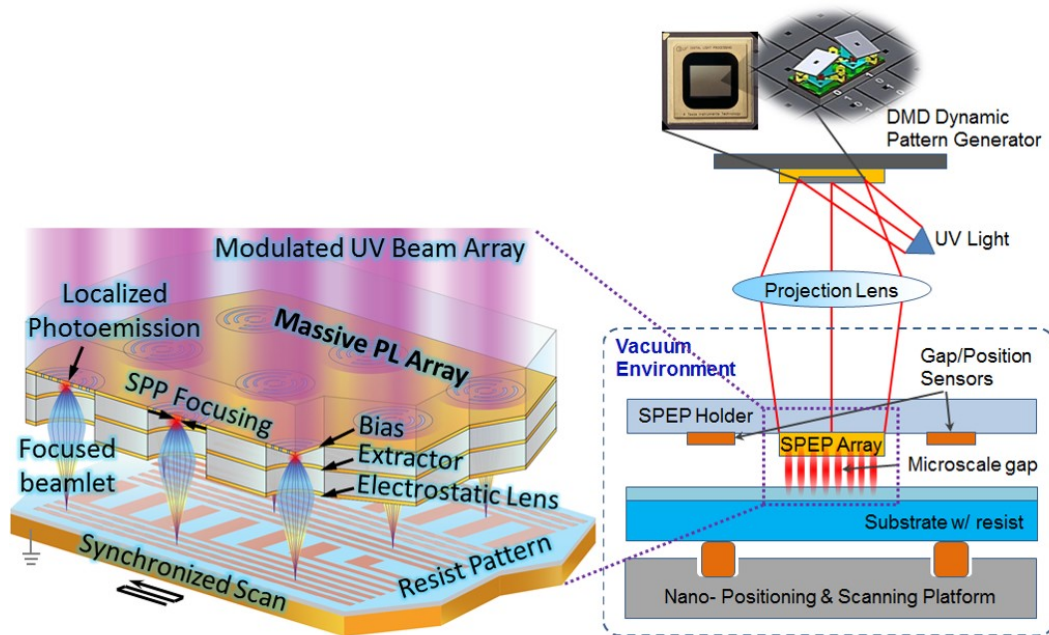 DMD Dynamic
Pattern Generator
UV Light
Projection Lens
Modulated UV Beam Array
Localized
Photoemission
Massive PL Array
SPP Focusing
Bias
Extractor
Electrostatic Lens
Focused
beamlet
Synchronized Scan
Resist Pattern
Vacuum
Environment
Gap/Position
Sensors
SPEP Holder
SPEP Array
Microscale gap
Substrate w/ resist
Nano- Positioning & Scanning Platform